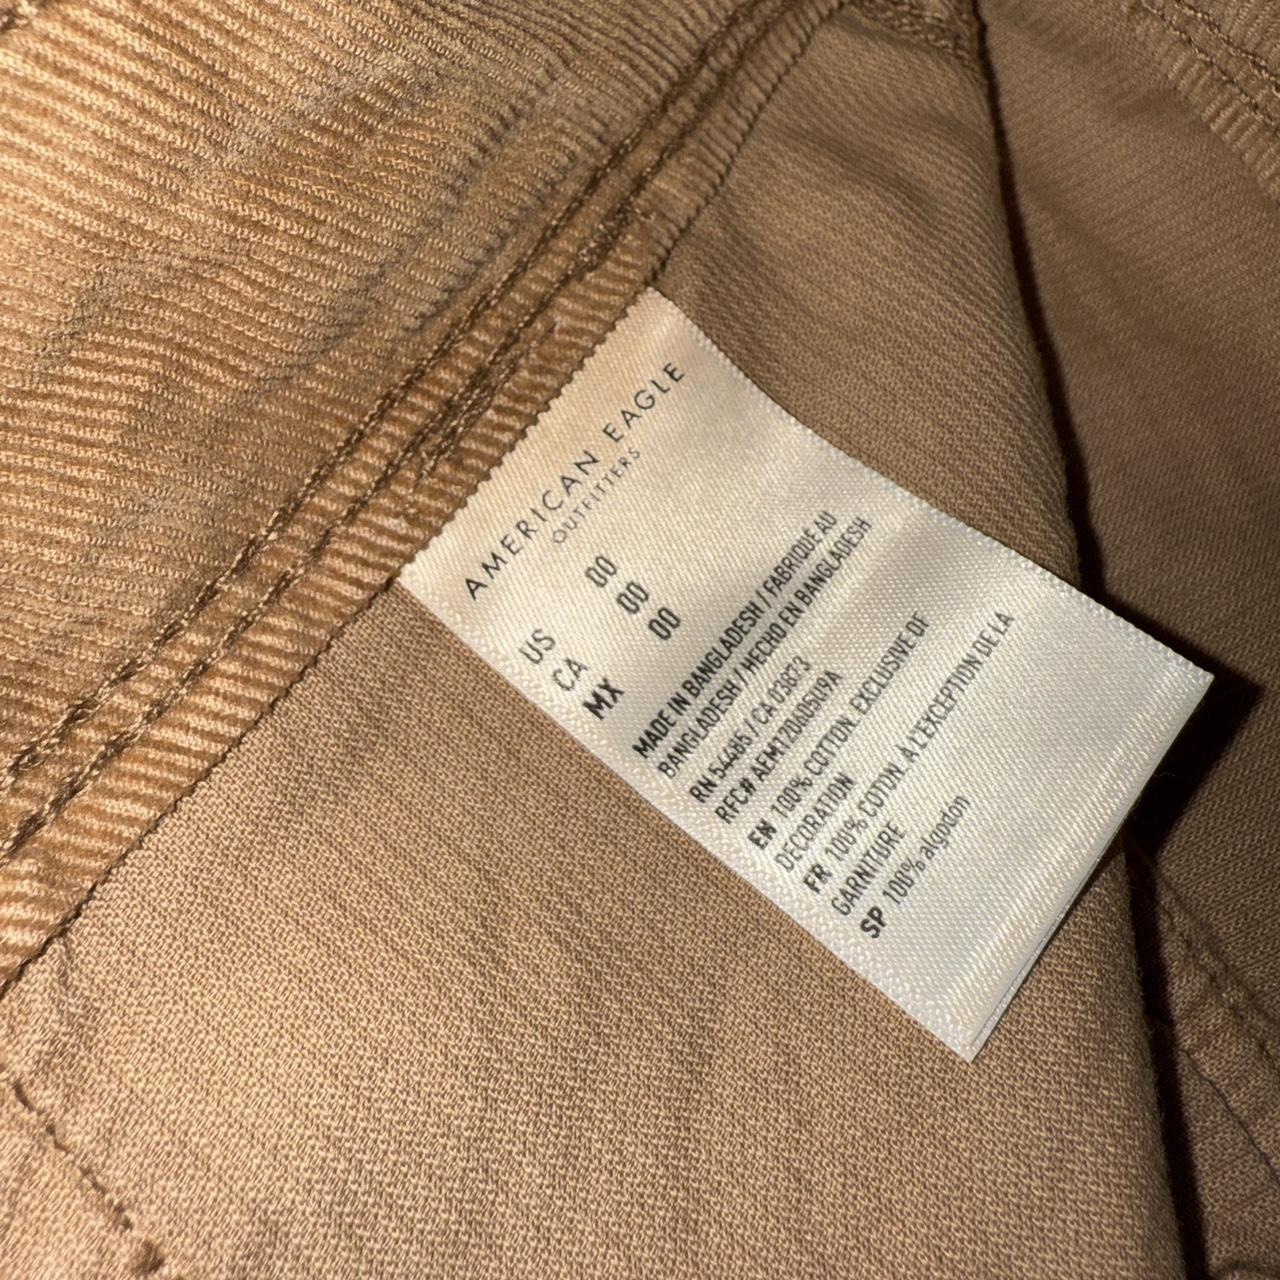 AMERICAN EAGLE
OUTFITTERS
US 00
CA 00
MX 00
MADE IN BANGLADESH / FABRIQUÉ AU
BANGLADESH / HECHO EN BANGLADESH
RN 54485 / CA 03873
RFC# AEM1208005U9A
EN 100% COTTON. EXCLUSIVE OF
DECORATION
FR 100% COTON. A L'EXCEPTION DE LA
GARNITURE
SP 100% algodón